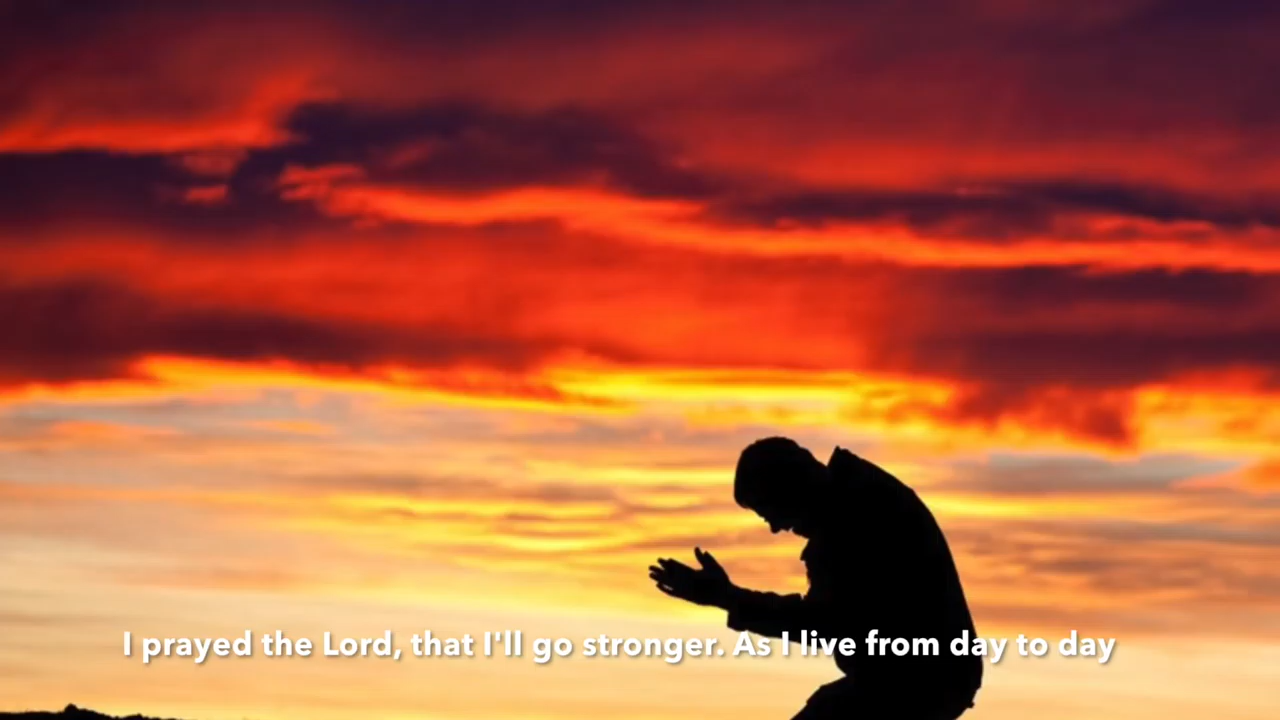 I prayed the Lord, that I'll go stronger. As I live from day to day